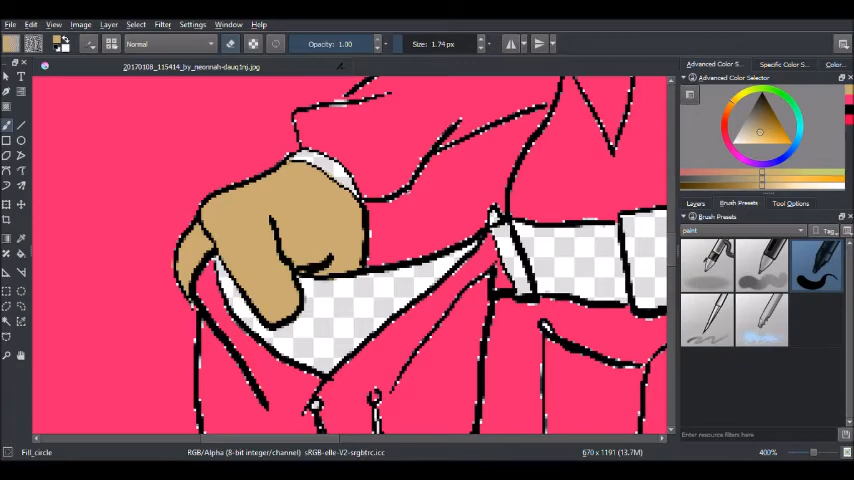 File Edit View Image Layer Select Filter Settings Window Help
Normal Opacity: 1.00 Size: 1.74 px
20170108_115414_by_neonnah-dauq1nj.jpg
Advanced Color S... Specific Color S... Color...
Advanced Color Selector
Layers Brush Presets Tool Options
Brush Presets
paint Tag
Enter resource filters here
Fill_circle RGB/Alpha (8-bit integer/channel) sRGB-elle-V2-srgbtrc.icc 670 x 1191 (13.7M) 400%